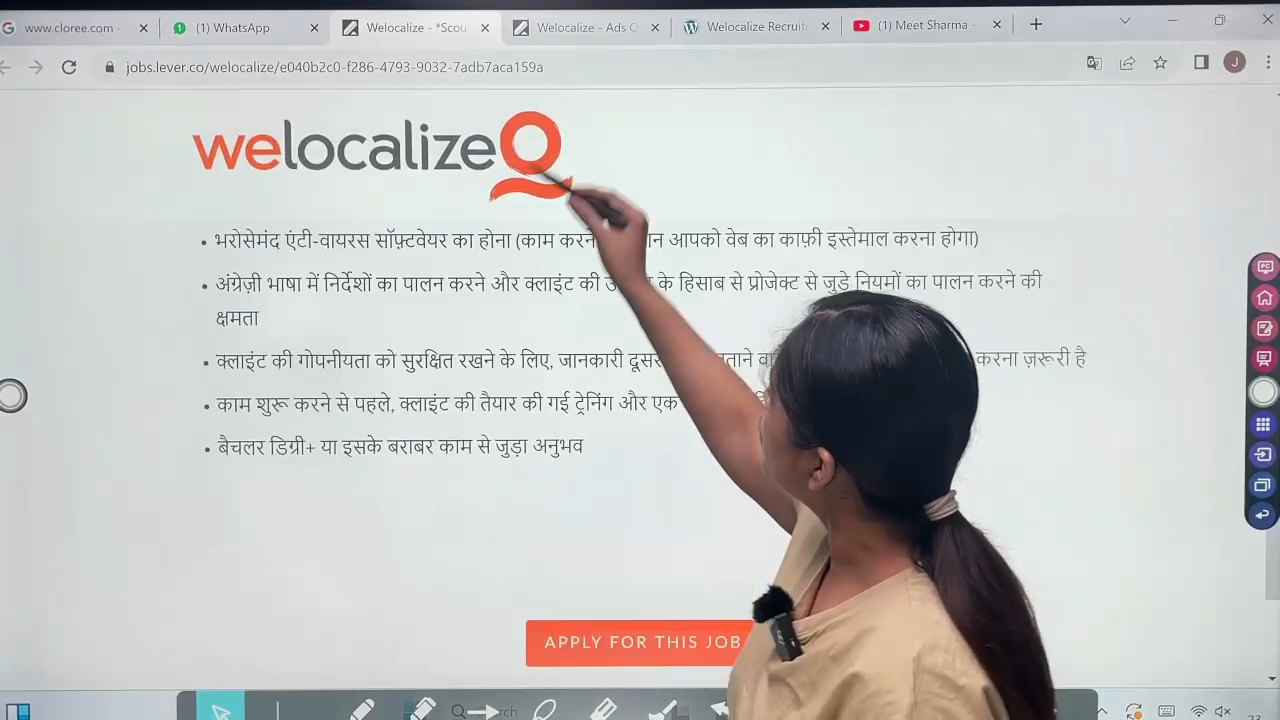 www.cloree.com -
(1) WhatsApp
Welocalize - *Scou
Welocalize - Ads Q
Welocalize Recruit
(1) Meet Sharma -
jobs.lever.co/welocalize/e040b2c0-f286-4793-9032-7adb7aca159a
J
welocalize
भरोसेमंद एंटी-वायरस सॉफ़्टवेयर का होना (काम करने आपको वेब का काफ़ी इस्तेमाल करना होगा)
अंग्रेज़ी भाषा में निर्देशों का पालन करने और क्लाइंट की के हिसाब से प्रोजेक्ट से जुड़े नियमों का पालन करने की
क्षमता
क्लाइंट की गोपनीयता को सुरक्षित रखने के लिए, जानकारी करना ज़रूरी है
काम शुरू करने से पहले, क्लाइंट की तैयार की गई ट्रेनिंग और एक
बैचलर डिग्री+ या इसके बराबर काम से जुड़ा अनुभव
APPLY FOR THIS JOB
PC